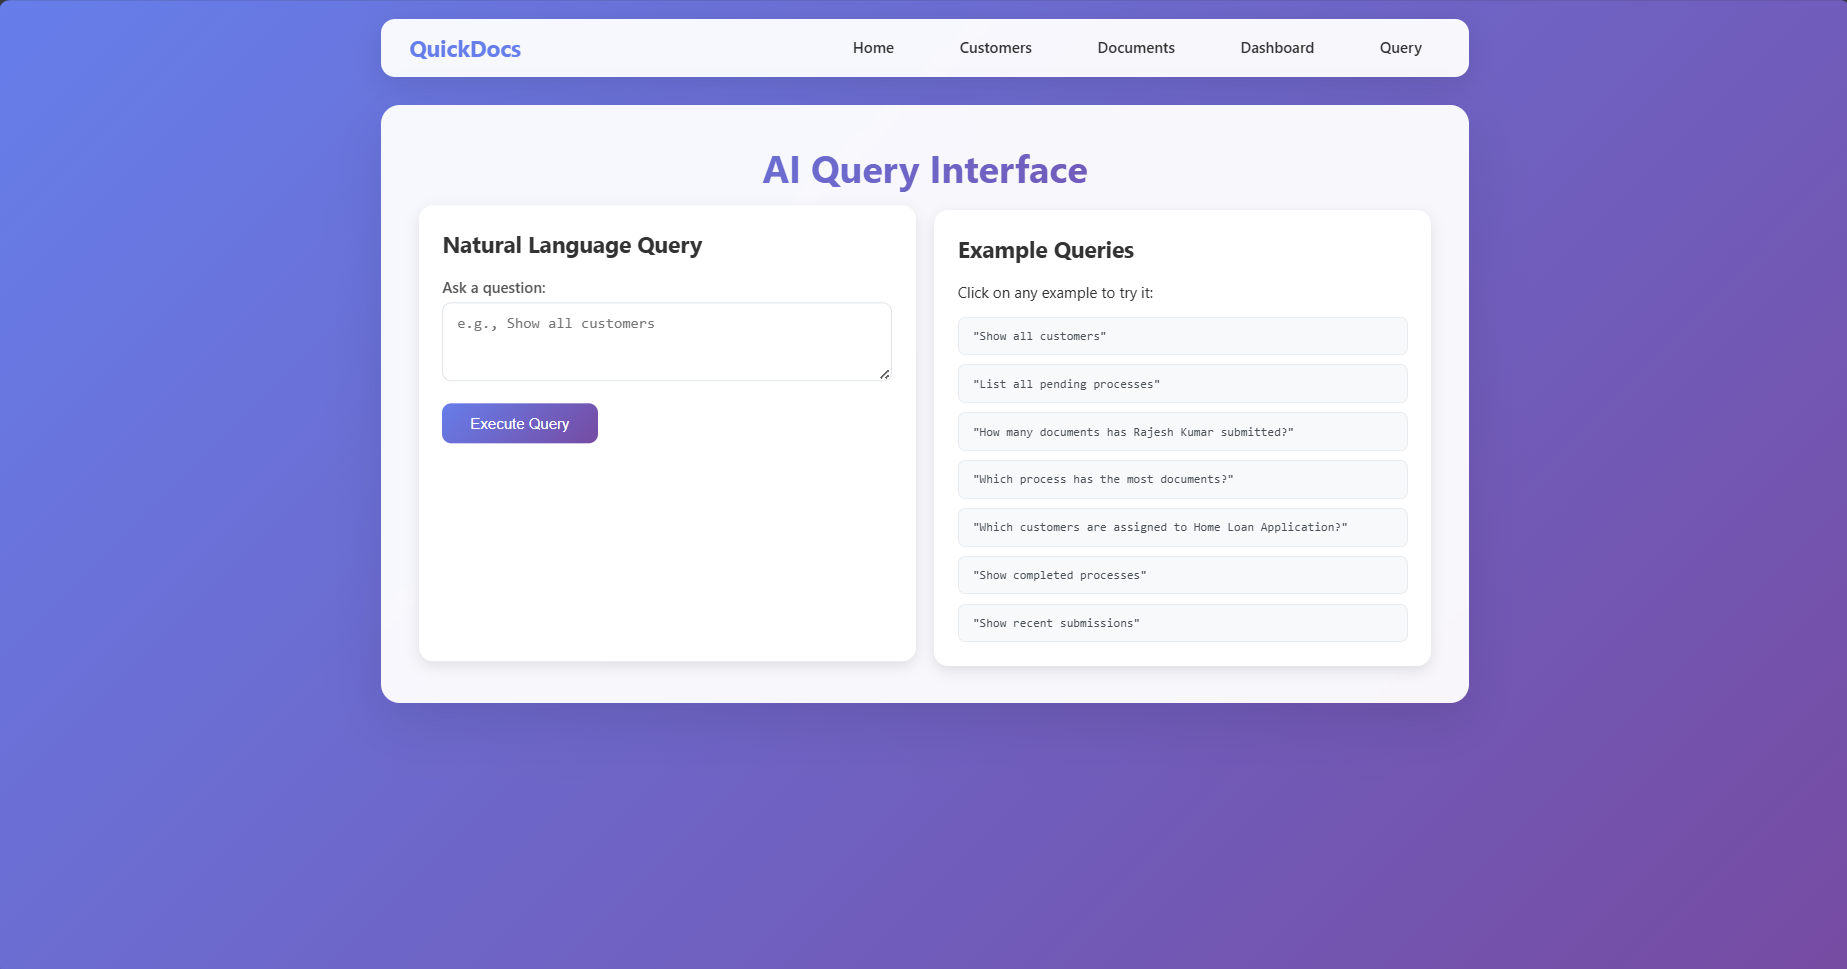 QuickDocs
Home
Customers
Documents
Dashboard
Query
AI Query Interface
Natural Language Query
Ask a question:
e.g., Show all customers
Execute Query
Example Queries
Click on any example to try it:
"Show all customers"
"List all pending processes"
"How many documents has Rajesh Kumar submitted?"
"Which process has the most documents?"
"Which customers are assigned to Home Loan Application?"
"Show completed processes"
"Show recent submissions"